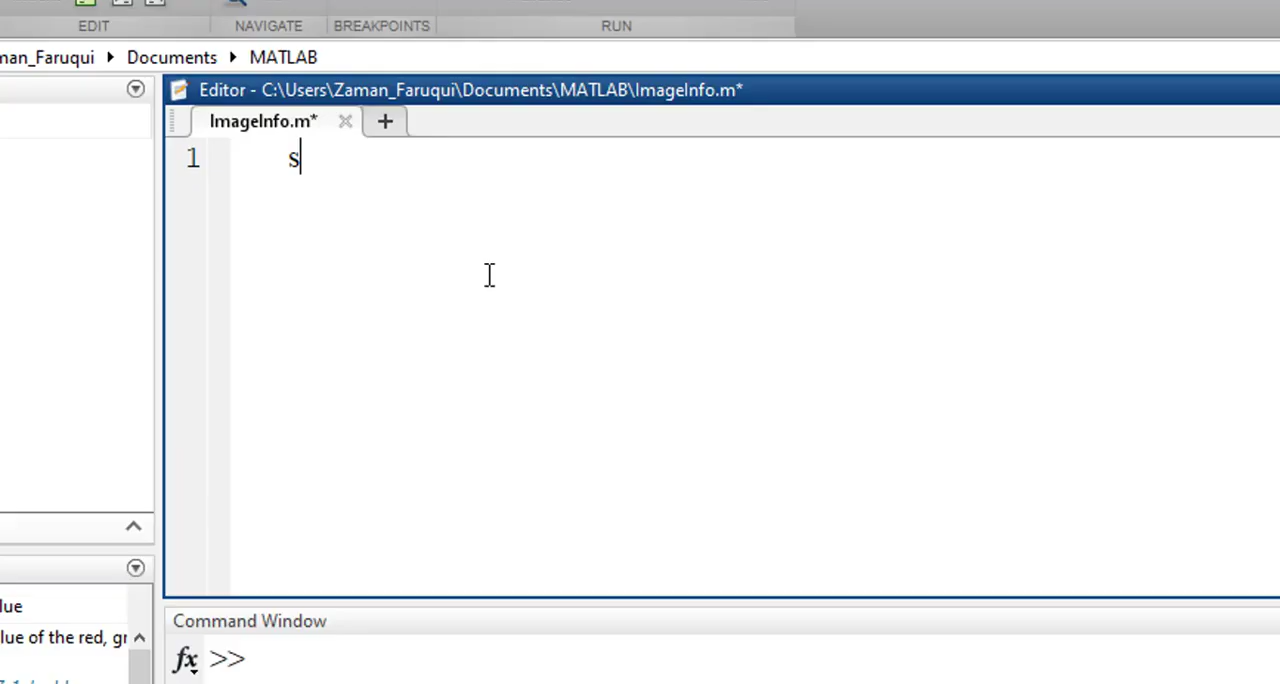 EDIT
NAVIGATE
BREAKPOINTS
RUN
man_Faruqui ▸ Documents ▸ MATLAB
Editor - C:\Users\Zaman_Faruqui\Documents\MATLAB\ImageInfo.m*
ImageInfo.m* × +
1 s
lue
lue of the red, gr
Command Window
fx >>